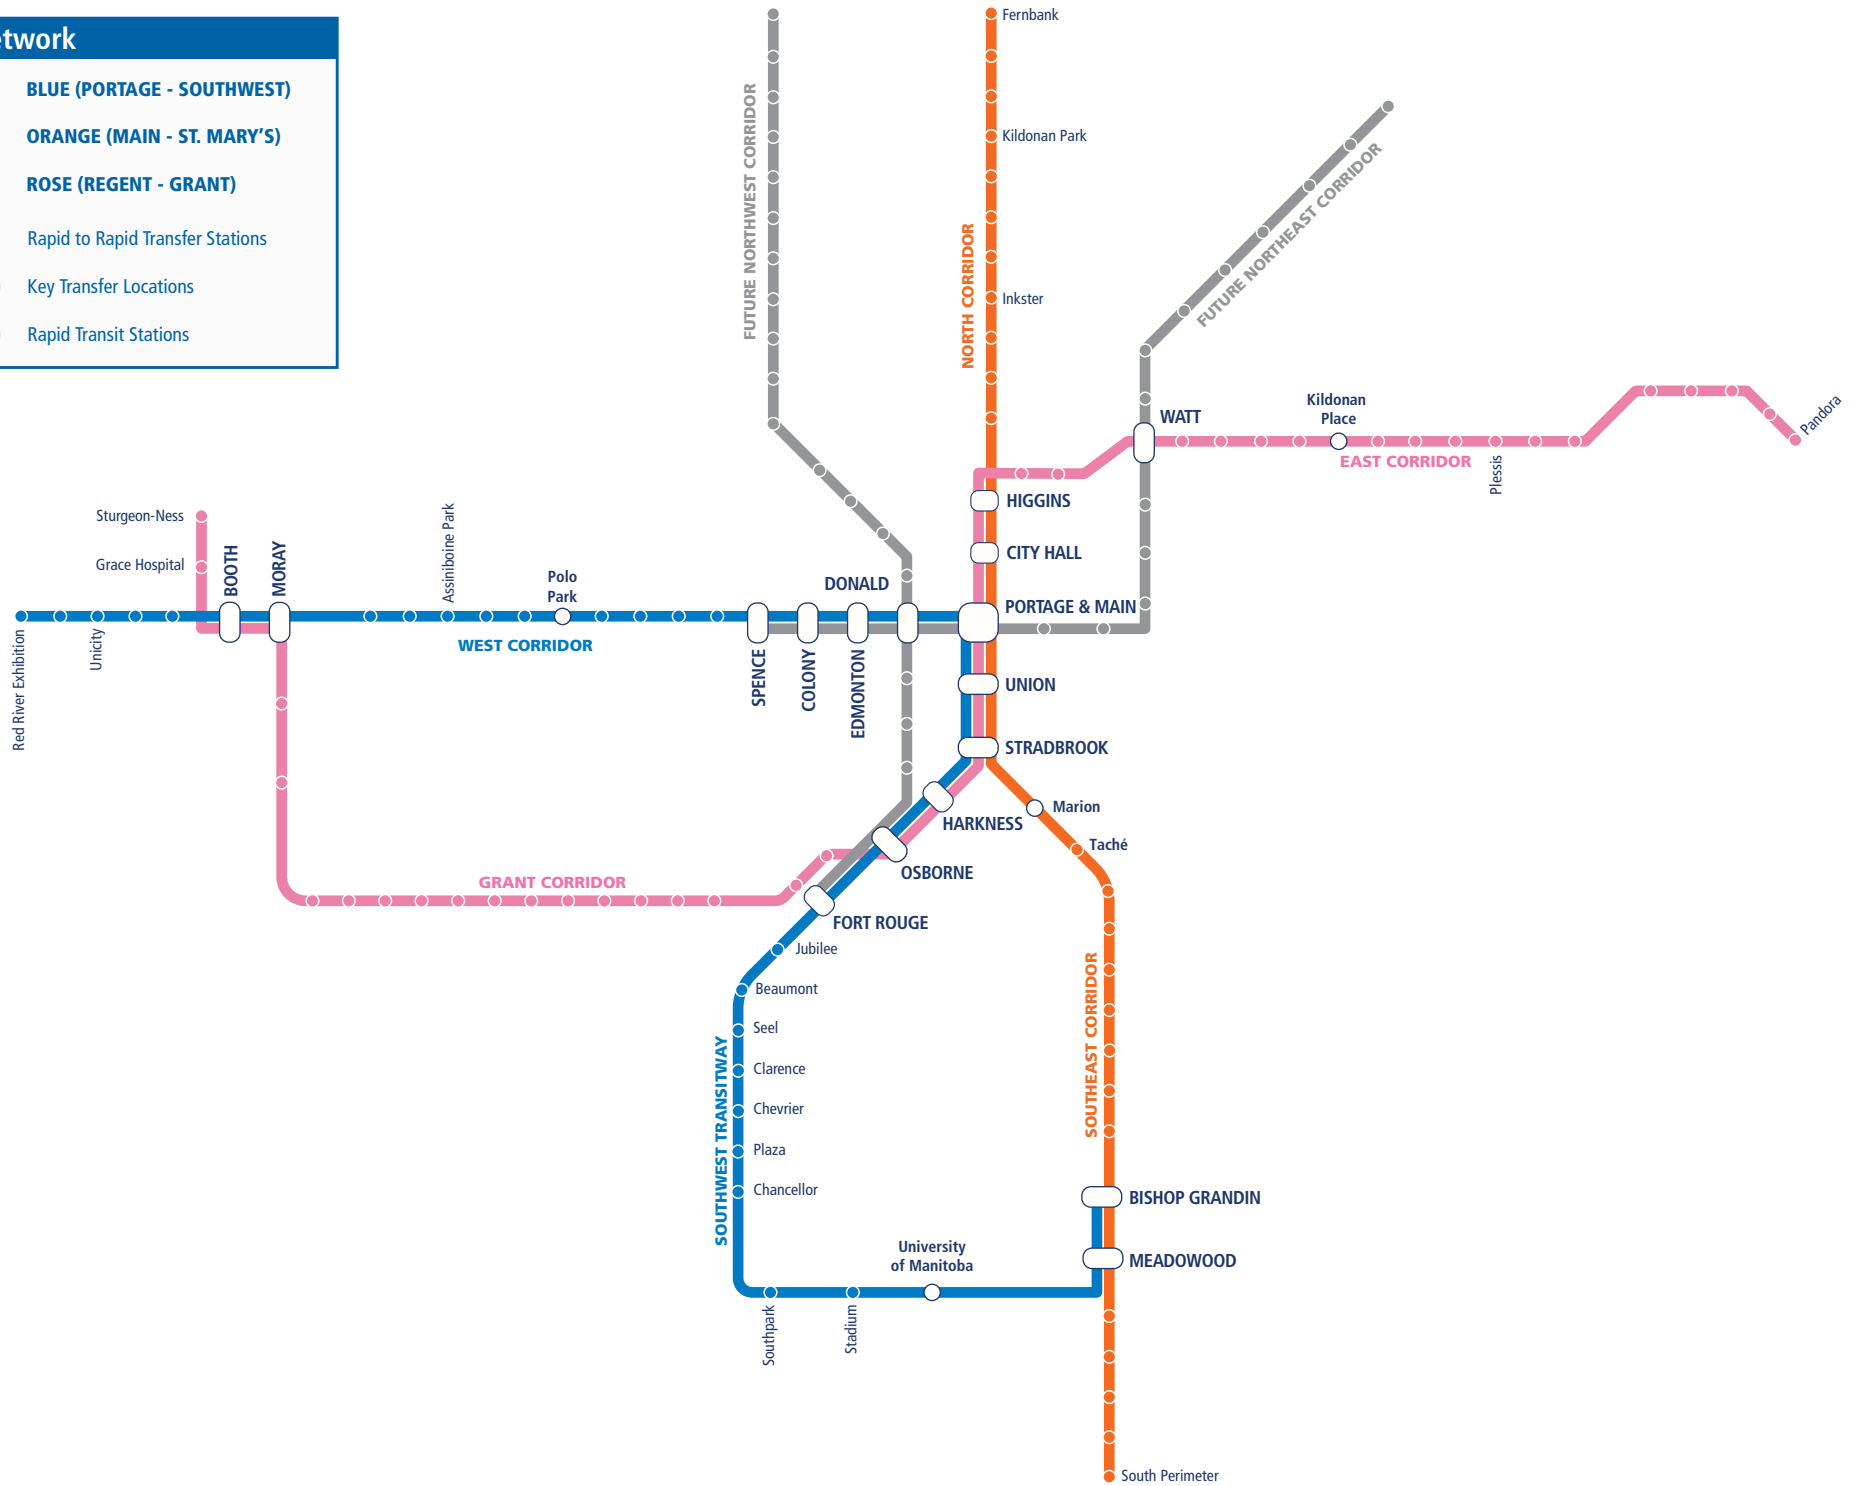 etwork
BLUE (PORTAGE - SOUTHWEST)
ORANGE (MAIN - ST. MARY'S)
ROSE (REGENT - GRANT)
Rapid to Rapid Transfer Stations
Key Transfer Locations
Rapid Transit Stations
FUTURE NORTHWEST CORRIDOR
Fernbank
Kildonan Park
NORTH CORRIDOR
Inkster
FUTURE NORTHEAST CORRIDOR
WATT
Kildonan
Place
EAST CORRIDOR
Plessis
Pandora
HIGGINS
CITY HALL
PORTAGE & MAIN
UNION
STRADBROOK
Sturgeon-Ness
Grace Hospital
BOOTH
MORAY
Assiniboine Park
Polo
Park
DONALD
Red River Exhibition
Unicity
WEST CORRIDOR
SPENCE
COLONY
EDMONTON
HARKNESS
OSBORNE
FORT ROUGE
Marion
Taché
GRANT CORRIDOR
Jubilee
Beaumont
Seel
Clarence
Chevrier
Plaza
Chancellor
SOUTHWEST TRANSITWAY
SOUTHEAST CORRIDOR
BISHOP GRANDIN
MEADOWOOD
University
of Manitoba
Southpark
Stadium
South Perimeter